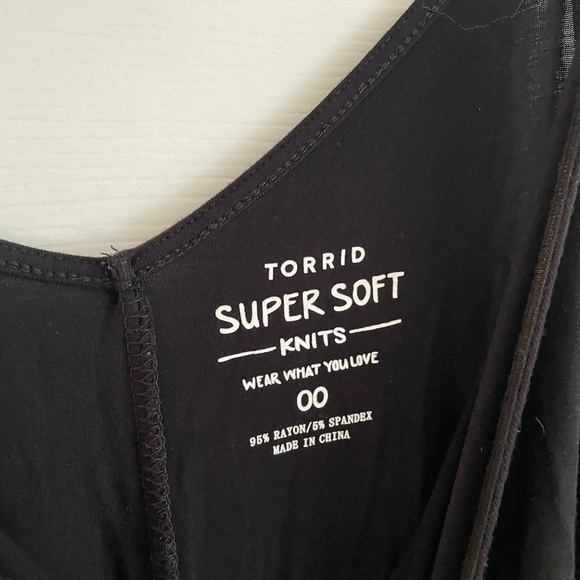 TORRID
SUPER SOFT
KNITS
WEAR WHAT YOU LOVE
00
95% RAYON/5% SPANDEX
MADE IN CHINA